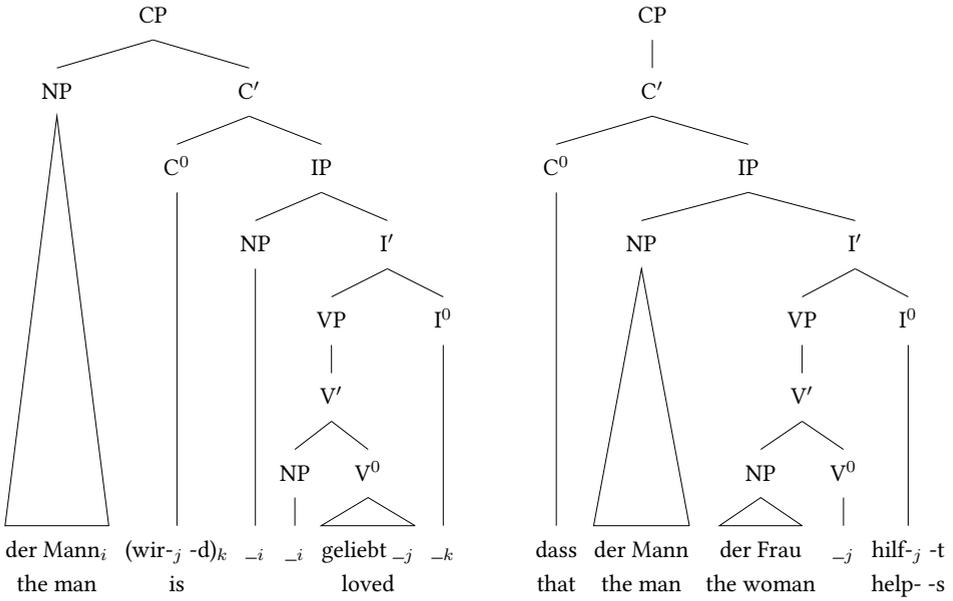 CP CP
NP C′ C′
C⁰ IP C⁰ IP
NP I′ NP I′
VP I⁰ VP I⁰
V′ V′
NP V⁰ NP V⁰
der Mannᵢ (wir-ⱼ -d)ₖ _ᵢ _ᵢ geliebt _ⱼ _ₖ dass der Mann der Frau _ⱼ hilf-ⱼ -t
the man is loved that the man the woman help- -s